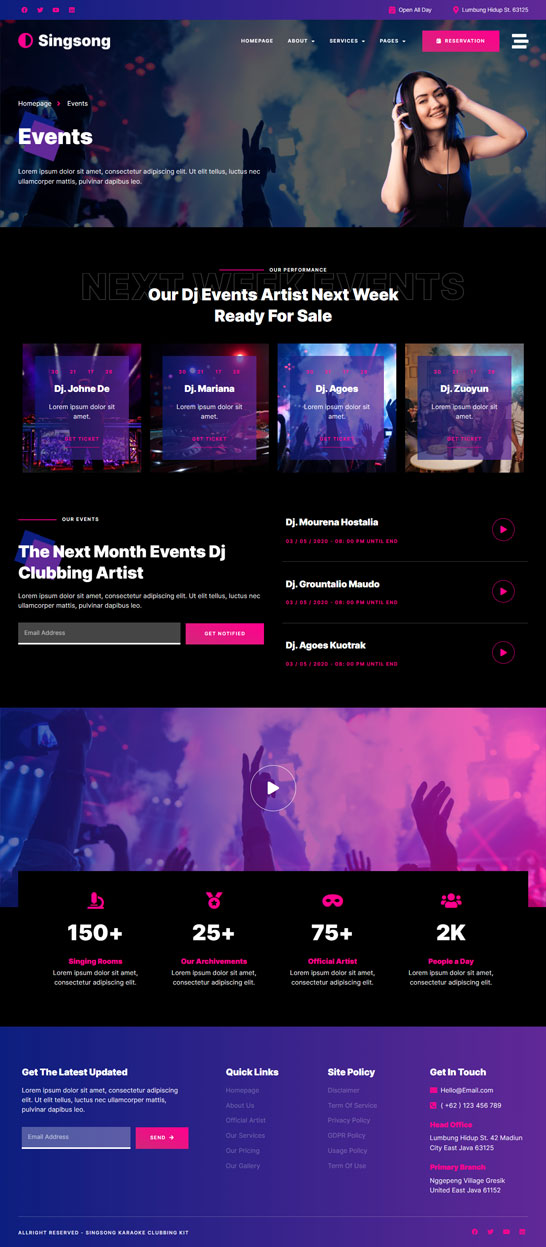 Open All Day
Lumbung Hidup St. 63125
Singsong
HOMEPAGE
ABOUT
SERVICES
PAGES
RESERVATION
Homepage
Events
Events
Lorem ipsum dolor sit amet, consectetur adipiscing elit. Ut elit tellus, luctus nec
ullamcorper mattis, pulvinar dapibus leo.
OUR PERFORMANCE
NEXT WEEK EVENTS
Our Dj Events Artist Next Week
Ready For Sale
Dj. Johne De
Lorem ipsum dolor sit
amet.
GET TICKET
Dj. Mariana
Lorem ipsum dolor sit
amet.
GET TICKET
Dj. Agoes
Lorem ipsum dolor sit
amet.
GET TICKET
Dj. Zuoyun
Lorem ipsum dolor sit
amet.
GET TICKET
OUR EVENTS
The Next Month Events Dj
Clubbing Artist
Lorem ipsum dolor sit amet, consectetur adipiscing elit. Ut elit tellus, luctus nec
ullamcorper mattis, pulvinar dapibus leo.
Email Address
GET NOTIFIED
Dj. Mourena Hostalia
03 / 05 / 2020 - 08: 00 PM UNTIL END
Dj. Grountalio Maudo
03 / 05 / 2020 - 08: 00 PM UNTIL END
Dj. Agoes Kuotrak
03 / 05 / 2020 - 08: 00 PM UNTIL END
150+
Singing Rooms
Lorem ipsum dolor sit amet,
consectetur adipiscing elit.
25+
Our Archivements
Lorem ipsum dolor sit amet,
consectetur adipiscing elit.
75+
Official Artist
Lorem ipsum dolor sit amet,
consectetur adipiscing elit.
2K
People a Day
Lorem ipsum dolor sit amet,
consectetur adipiscing elit.
Get The Latest Updated
Lorem ipsum dolor sit amet, consectetur adipiscing
elit. Ut elit tellus, luctus nec ullamcorper mattis,
pulvinar dapibus leo.
Email Address
SEND
Quick Links
Homepage
About Us
Official Artist
Our Services
Our Pricing
Our Gallery
Site Policy
Disclaimer
Term Of Service
Privacy Policy
GDPR Policy
Usage Policy
Term Of Use
Get In Touch
Hello@Email.com
( +62 ) 123 456 789
Head Office
Lumbung Hidup St. 42 Madiun
City East Java 63125
Primary Branch
Nggepeng Village Gresik
United East Java 61152
ALLRIGHT RESERVED - SINGSONG KARAOKE CLUBBING KIT